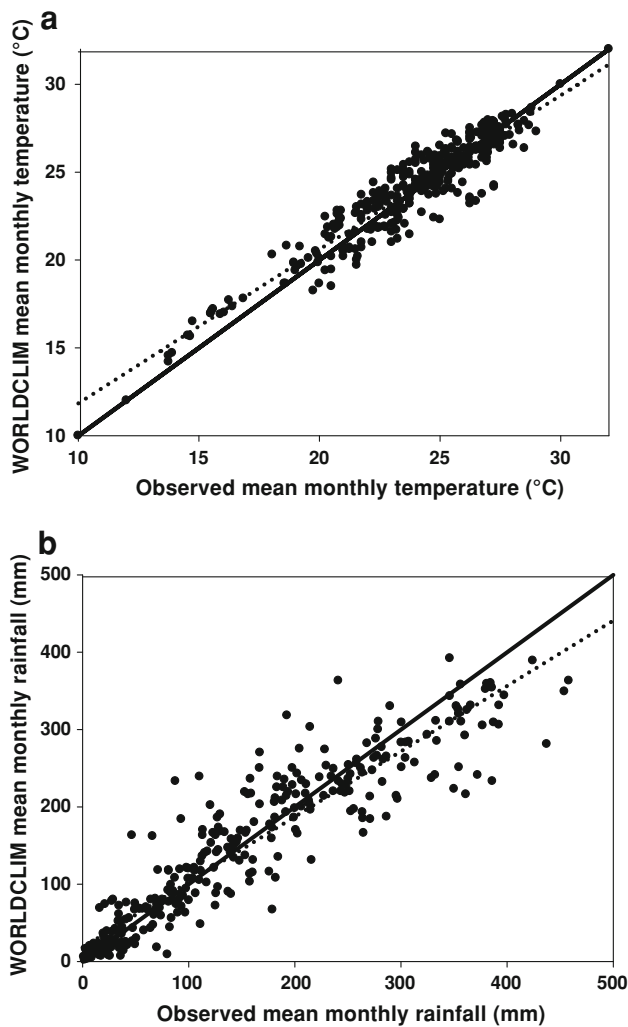 a
WORLDCLIM mean monthly temperature (°C)
30
25
20
15
10
10 15 20 25 30
Observed mean monthly temperature (°C)
b
WORLDCLIM mean monthly rainfall (mm)
500
400
300
200
100
0
0 100 200 300 400 500
Observed mean monthly rainfall (mm)